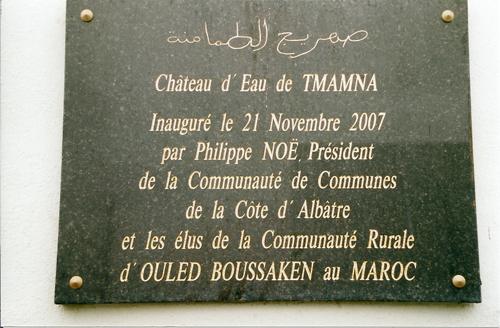 صهريج الطمامنة
Château d'Eau de TMAMNA
Inauguré le 21 Novembre 2007
par Philippe NOË, Président
de la Communauté de Communes
de la Côte d'Albâtre
et les élus de la Communauté Rurale
d'OULED BOUSSAKEN au MAROC